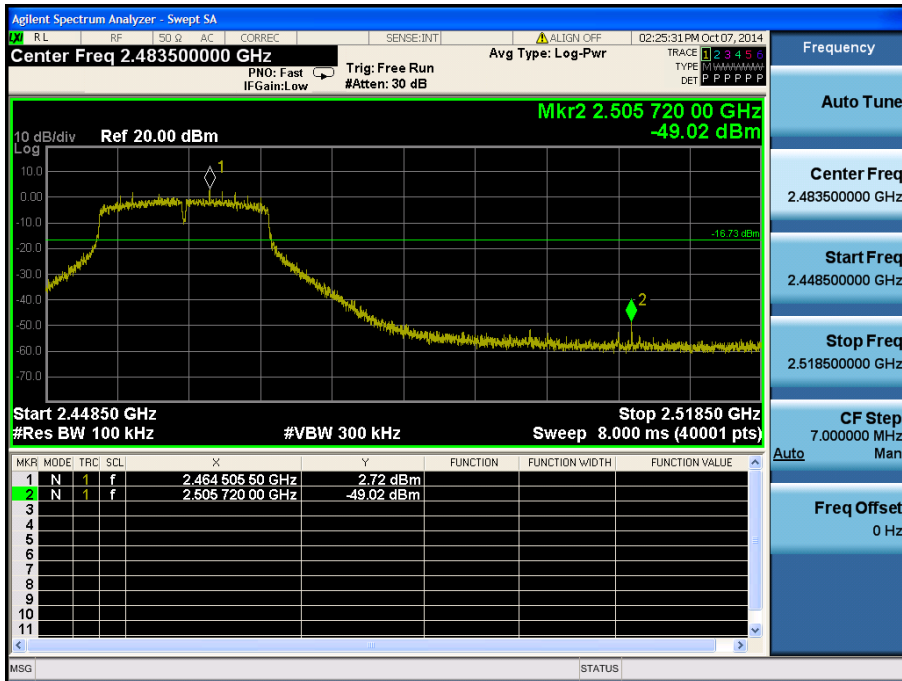 Agilent Spectrum Analyzer - Swept SA
LXI RL RF 50 Ω AC CORREC SENSE:INT ALIGN OFF 02:25:31 PM Oct 07, 2014
Center Freq 2.483500000 GHz
PNO: Fast
IFGain:Low
Trig: Free Run
#Atten: 30 dB
Avg Type: Log-Pwr
TRACE 1 2 3 4 5 6
TYPE M WWWWW
DET P P P P P P
Mkr2 2.505 720 00 GHz
-49.02 dBm
10 dB/div Ref 20.00 dBm
Log
10.0
0.00
-10.0
-20.0
-30.0
-40.0
-50.0
-60.0
-70.0
1
-16.73 dBm
2
Start 2.44850 GHz Stop 2.51850 GHz
#Res BW 100 kHz #VBW 300 kHz Sweep 8.000 ms (40001 pts)
MKR MODE TRC SCL X Y FUNCTION FUNCTION WIDTH FUNCTION VALUE
1 N 1 f 2.464 505 50 GHz 2.72 dBm
2 N 1 f 2.505 720 00 GHz -49.02 dBm
3
4
5
6
7
8
9
10
11
MSG STATUS
Frequency
Auto Tune
Center Freq
2.483500000 GHz
Start Freq
2.448500000 GHz
Stop Freq
2.518500000 GHz
CF Step
7.000000 MHz
Auto Man
Freq Offset
0 Hz